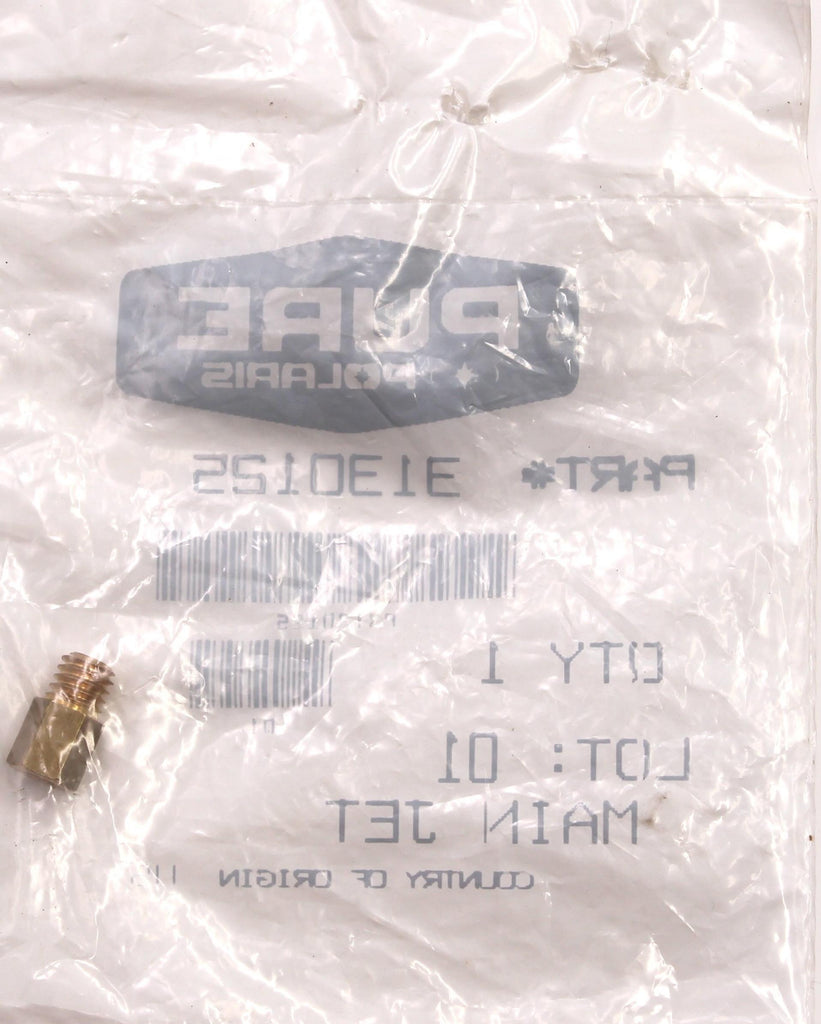 PURE
POLARIS
PART# 3130125
QTY 1
LOT: 01
MAIN JET
COUNTRY OF ORIGIN